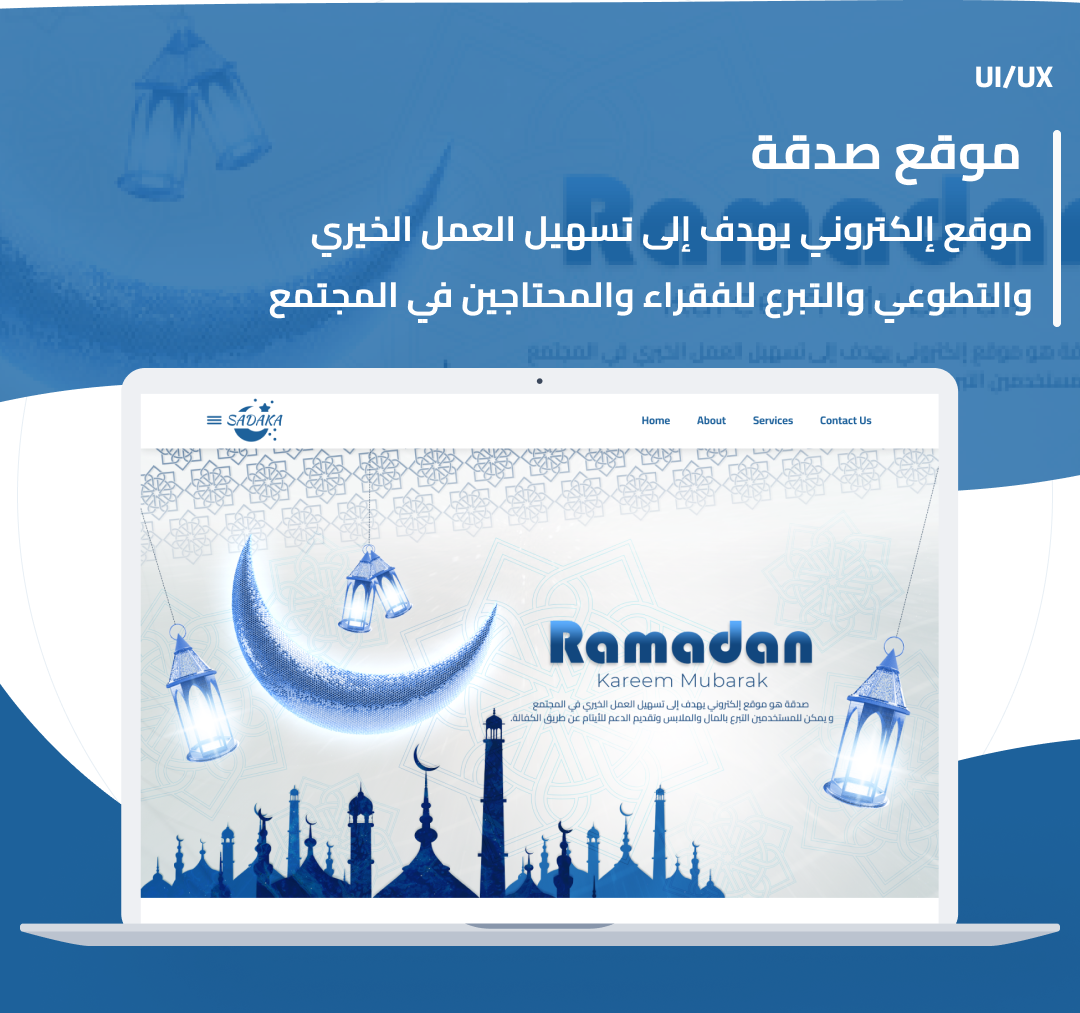 UI/UX
موقع صدقة
موقع إلكتروني يهدف إلى تسهيل العمل الخيري
والتطوعي والتبرع للفقراء والمحتاجين في المجتمع
SADAKA
Home About Services Contact Us
Ramadan
Kareem Mubarak
صدقة هو موقع إلكتروني يهدف إلى تسهيل العمل الخيري في المجتمع
و يمكن للمستخدمين التبرع بالمال والملابس وتقديم الدعم للأيتام عن طريق الكفالة.